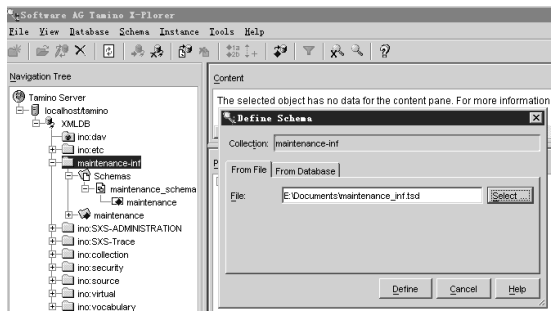 Software AG Tamino X-Plorer
File View Database Schema Instance Tools Help
Navigation Tree
Tamino Server
localhost/tamino
XMLDB
ino:dav
ino:etc
maintenance-inf
Schemas
maintenance_schema
maintenance
maintenance
ino:SXS-ADMINISTRATION
ino:SXS-Trace
ino:collection
ino:security
ino:source
ino:virtual
ino:vocabulary
Content
The selected object has no data for the content pane. For more information
Define Schema
Collection: maintenance-inf
From File From Database
File: E:\Documents\maintenance_inf.tsd Select...
Define Cancel Help